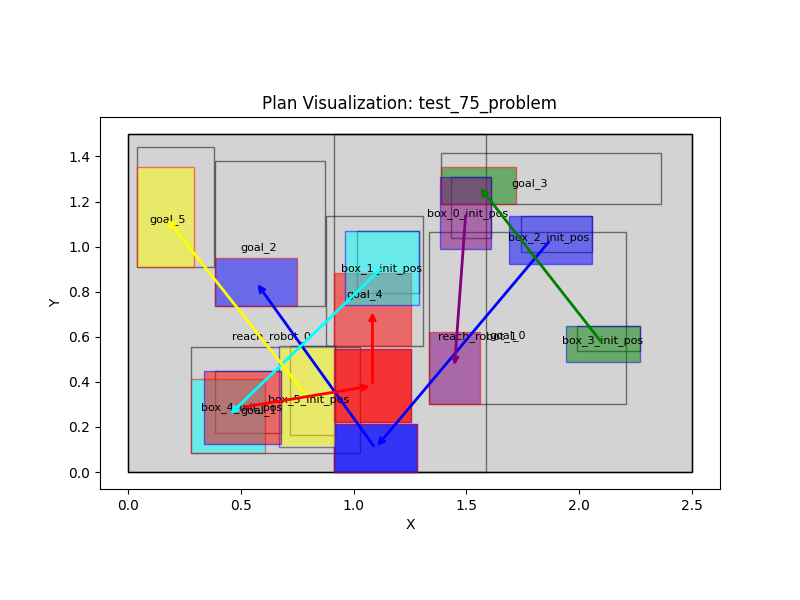 Plan Visualization: test_75_problem
goal_3
box_0_init_pos
goal_5
box_2_init_pos
goal_2
box_1_init_pos
goal_4
reach_robot_0
reach_robot_1
goal_0
box_3_init_pos
box_5_init_pos
box_4_init_pos
goal_1
Y
0.0
0.2
0.4
0.6
0.8
1.0
1.2
1.4
0.0
0.5
1.0
1.5
2.0
2.5
X